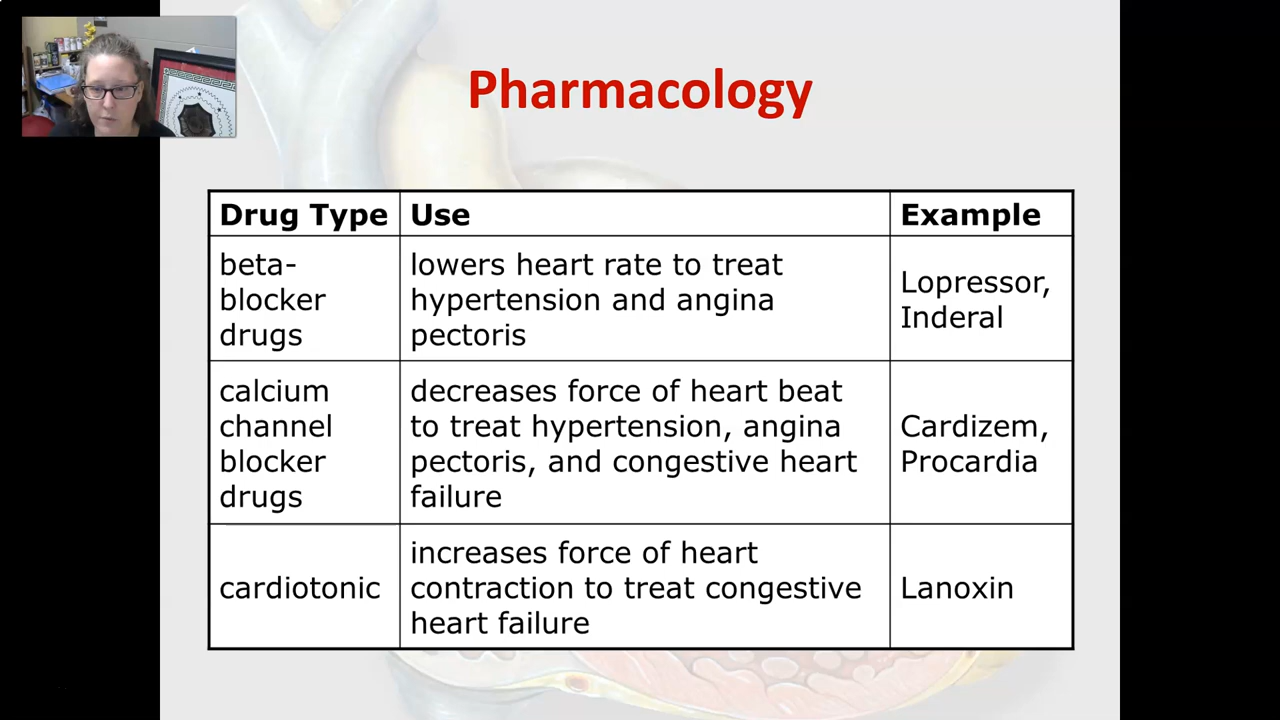 Pharmacology
Drug Type Use Example
beta-
blocker
drugs
lowers heart rate to treat
hypertension and angina
pectoris
Lopressor,
Inderal
calcium
channel
blocker
drugs
decreases force of heart beat
to treat hypertension, angina
pectoris, and congestive heart
failure
Cardizem,
Procardia
cardiotonic
increases force of heart
contraction to treat congestive
heart failure
Lanoxin